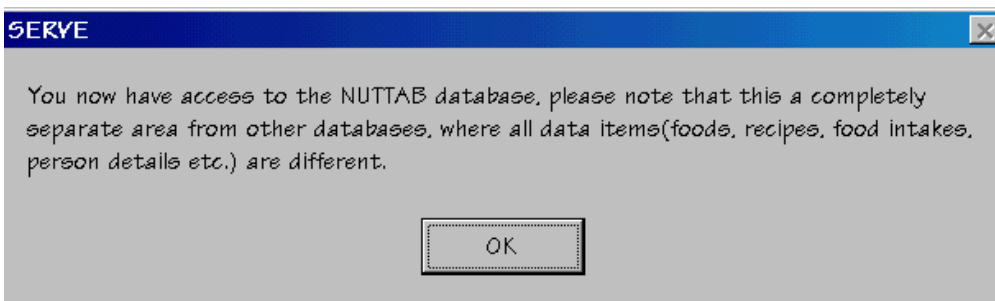 SERVE
You now have access to the NUTTAB database, please note that this a completely
separate area from other databases, where all data items(foods, recipes, food intakes,
person details etc.) are different.
OK